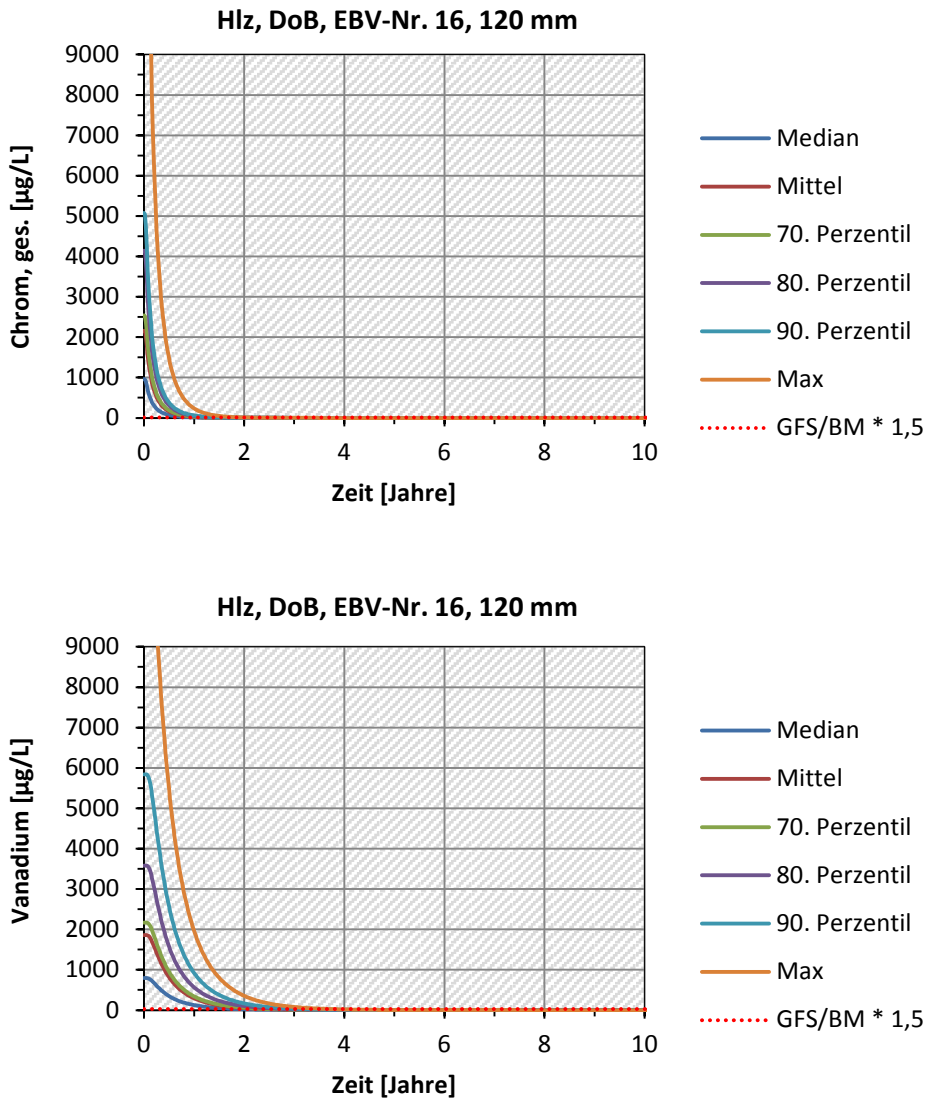 Hlz, DoB, EBV-Nr. 16, 120 mm
Chrom, ges. [µg/L]
9000
8000
7000
6000
5000
4000
3000
2000
1000
0
0 2 4 6 8 10
Zeit [Jahre]
Median
Mittel
70. Perzentil
80. Perzentil
90. Perzentil
Max
GFS/BM * 1,5
Hlz, DoB, EBV-Nr. 16, 120 mm
Vanadium [µg/L]
9000
8000
7000
6000
5000
4000
3000
2000
1000
0
0 2 4 6 8 10
Zeit [Jahre]
Median
Mittel
70. Perzentil
80. Perzentil
90. Perzentil
Max
GFS/BM * 1,5